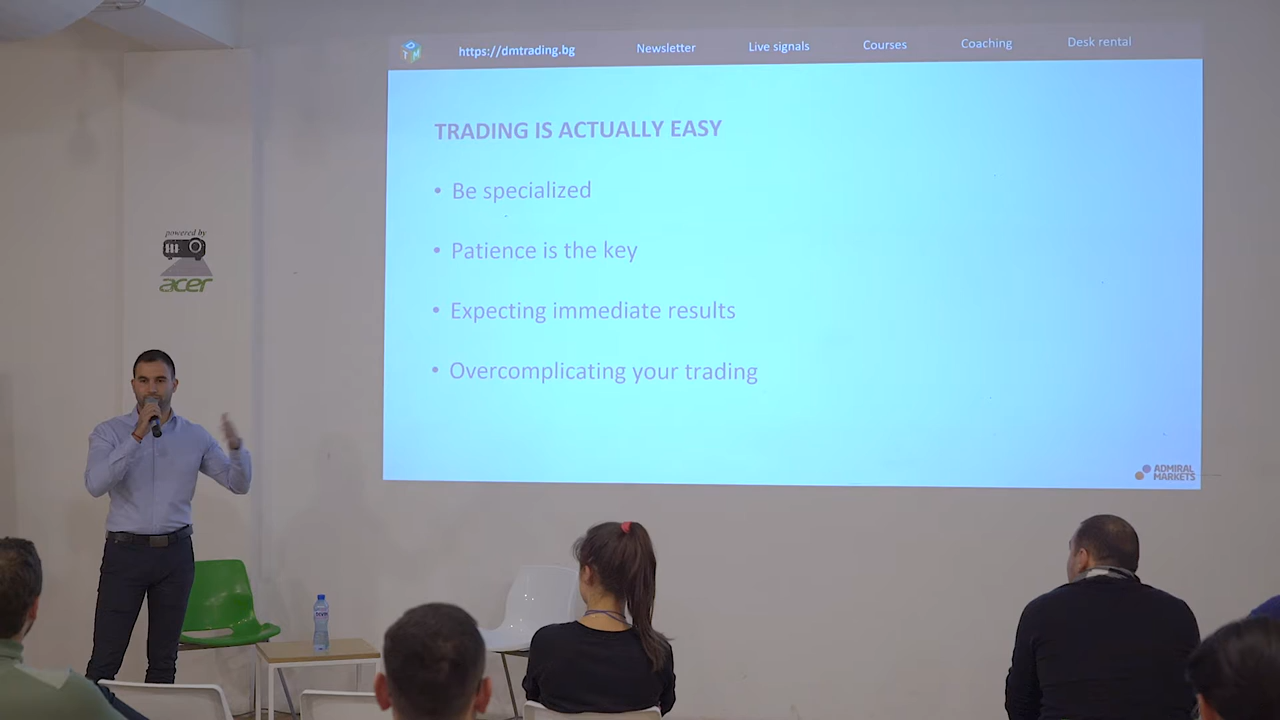 https://dmtrading.bg Newsletter Live signals Courses Coaching Desk rental
TRADING IS ACTUALLY EASY
• Be specialized
• Patience is the key
• Expecting immediate results
• Overcomplicating your trading
ADMIRAL
MARKETS
powered by
acer